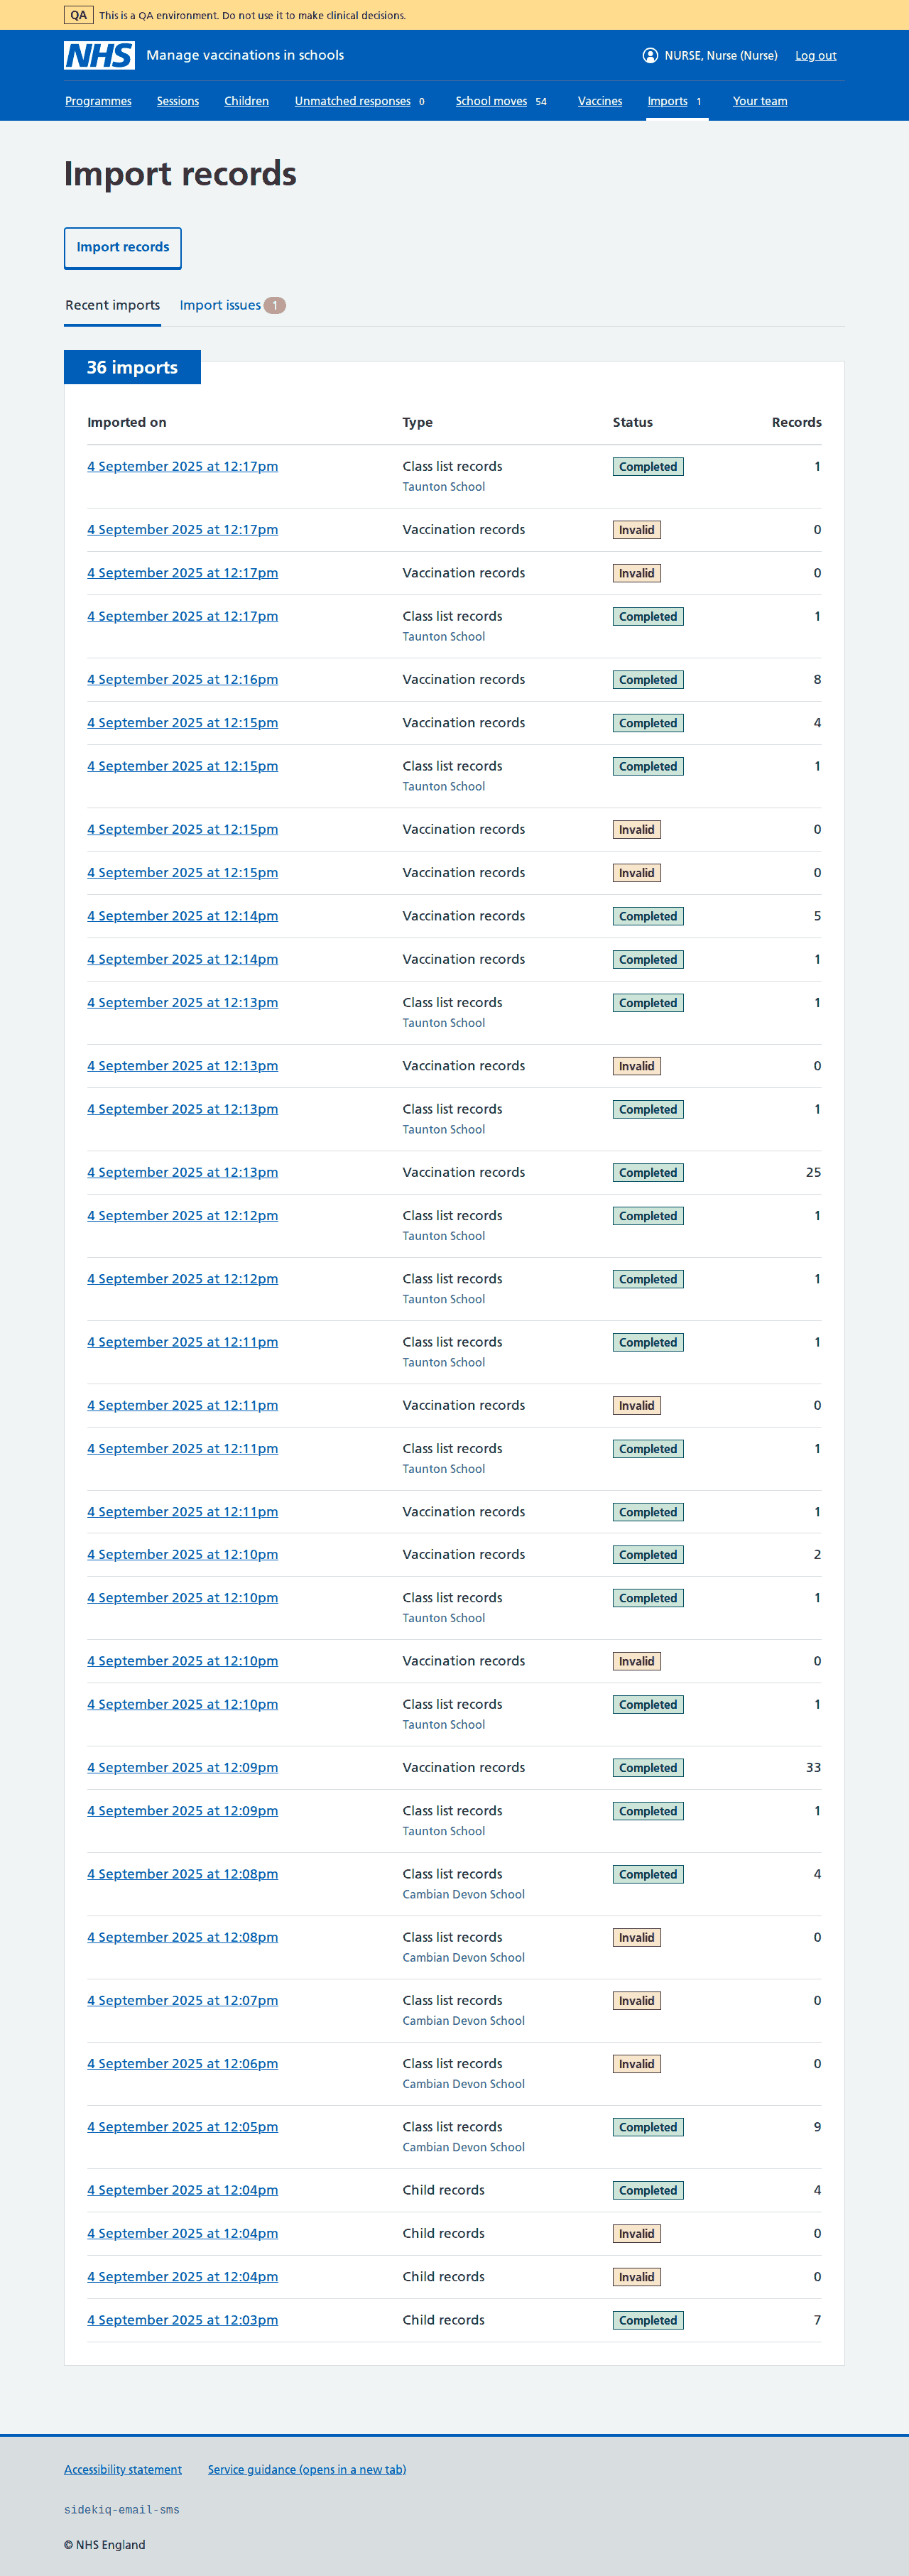 QA This is a QA environment. Do not use it to make clinical decisions.
NHS Manage vaccinations in schools NURSE, Nurse (Nurse) Log out
Programmes Sessions Children Unmatched responses 0 School moves 54 Vaccines Imports 1 Your team
Import records
Import records
Recent imports Import issues 1
36 imports
Imported on Type Status Records
4 September 2025 at 12:17pm Class list records Completed 1
Taunton School
4 September 2025 at 12:17pm Vaccination records Invalid 0
4 September 2025 at 12:17pm Vaccination records Invalid 0
4 September 2025 at 12:17pm Class list records Completed 1
Taunton School
4 September 2025 at 12:16pm Vaccination records Completed 8
4 September 2025 at 12:15pm Vaccination records Completed 4
4 September 2025 at 12:15pm Class list records Completed 1
Taunton School
4 September 2025 at 12:15pm Vaccination records Invalid 0
4 September 2025 at 12:15pm Vaccination records Invalid 0
4 September 2025 at 12:14pm Vaccination records Completed 5
4 September 2025 at 12:14pm Vaccination records Completed 1
4 September 2025 at 12:13pm Class list records Completed 1
Taunton School
4 September 2025 at 12:13pm Vaccination records Invalid 0
4 September 2025 at 12:13pm Class list records Completed 1
Taunton School
4 September 2025 at 12:13pm Vaccination records Completed 25
4 September 2025 at 12:12pm Class list records Completed 1
Taunton School
4 September 2025 at 12:12pm Class list records Completed 1
Taunton School
4 September 2025 at 12:11pm Class list records Completed 1
Taunton School
4 September 2025 at 12:11pm Vaccination records Invalid 0
4 September 2025 at 12:11pm Class list records Completed 1
Taunton School
4 September 2025 at 12:11pm Vaccination records Completed 1
4 September 2025 at 12:10pm Vaccination records Completed 2
4 September 2025 at 12:10pm Class list records Completed 1
Taunton School
4 September 2025 at 12:10pm Vaccination records Invalid 0
4 September 2025 at 12:10pm Class list records Completed 1
Taunton School
4 September 2025 at 12:09pm Vaccination records Completed 33
4 September 2025 at 12:09pm Class list records Completed 1
Taunton School
4 September 2025 at 12:08pm Class list records Completed 4
Cambian Devon School
4 September 2025 at 12:08pm Class list records Invalid 0
Cambian Devon School
4 September 2025 at 12:07pm Class list records Invalid 0
Cambian Devon School
4 September 2025 at 12:06pm Class list records Invalid 0
Cambian Devon School
4 September 2025 at 12:05pm Class list records Completed 9
Cambian Devon School
4 September 2025 at 12:04pm Child records Completed 4
4 September 2025 at 12:04pm Child records Invalid 0
4 September 2025 at 12:04pm Child records Invalid 0
4 September 2025 at 12:03pm Child records Completed 7
Accessibility statement Service guidance (opens in a new tab)
sidekiq-email-sms
© NHS England